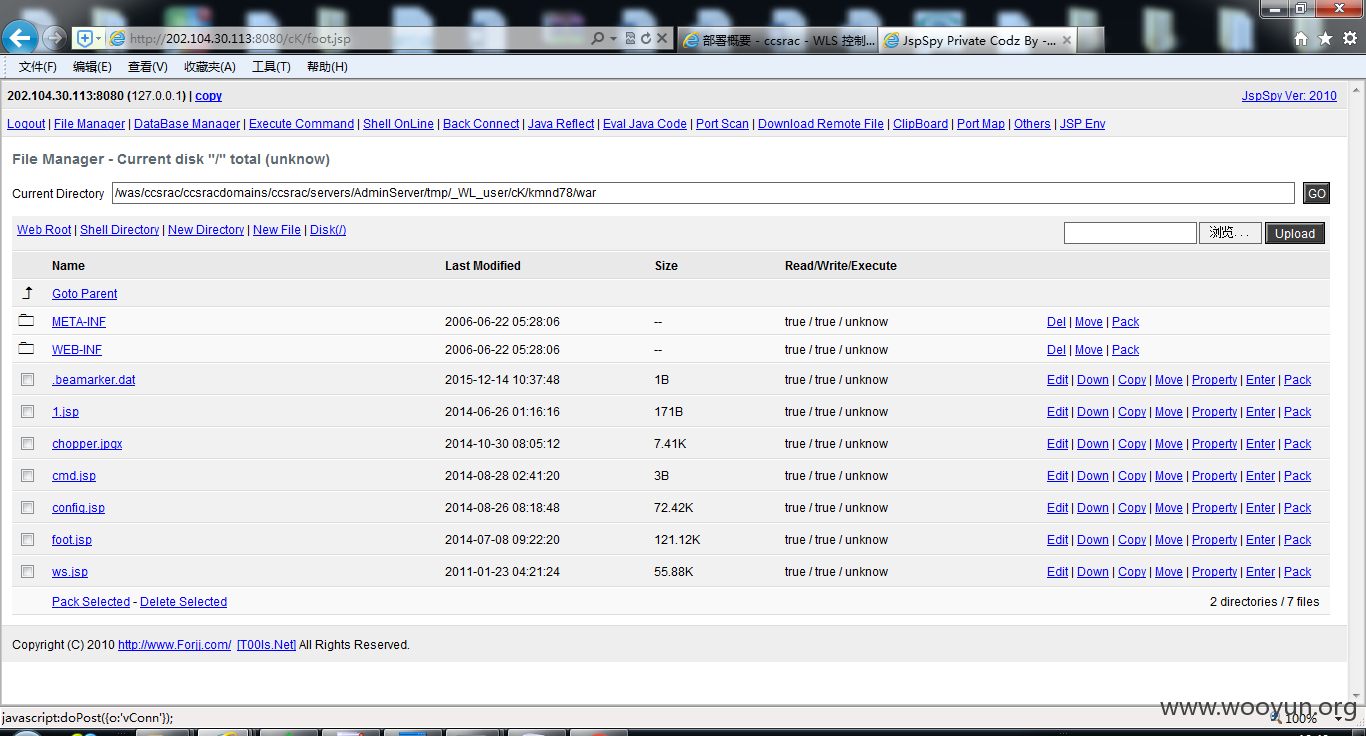 http://202.104.30.113:8080/cK/foot.jsp
部署概要 - ccsrac - WLS 控制...
JspSpy Private Codz By -...
文件(F) 编辑(E) 查看(V) 收藏夹(A) 工具(T) 帮助(H)
202.104.30.113:8080 (127.0.0.1) | copy JspSpy Ver: 2010
Logout | File Manager | DataBase Manager | Execute Command | Shell OnLine | Back Connect | Java Reflect | Eval Java Code | Port Scan | Download Remote File | ClipBoard | Port Map | Others | JSP Env
File Manager - Current disk "/" total (unknow)
Current Directory /was/ccsrac/ccsracdomains/ccsrac/servers/AdminServer/tmp/_WL_user/cK/kmnd78/war GO
Web Root | Shell Directory | New Directory | New File | Disk(/) 浏览... Upload
Name Last Modified Size Read/Write/Execute
Goto Parent
META-INF 2006-06-22 05:28:06 -- true / true / unknow Del | Move | Pack
WEB-INF 2006-06-22 05:28:06 -- true / true / unknow Del | Move | Pack
.beamarker.dat 2015-12-14 10:37:48 1B true / true / unknow Edit | Down | Copy | Move | Property | Enter | Pack
1.jsp 2014-06-26 01:16:16 171B true / true / unknow Edit | Down | Copy | Move | Property | Enter | Pack
chopper.jpgx 2014-10-30 08:05:12 7.41K true / true / unknow Edit | Down | Copy | Move | Property | Enter | Pack
cmd.jsp 2014-08-28 02:41:20 3B true / true / unknow Edit | Down | Copy | Move | Property | Enter | Pack
config.jsp 2014-08-26 08:18:48 72.42K true / true / unknow Edit | Down | Copy | Move | Property | Enter | Pack
foot.jsp 2014-07-08 09:22:20 121.12K true / true / unknow Edit | Down | Copy | Move | Property | Enter | Pack
ws.jsp 2011-01-23 04:21:24 55.88K true / true / unknow Edit | Down | Copy | Move | Property | Enter | Pack
Pack Selected - Delete Selected 2 directories / 7 files
Copyright (C) 2010 http://www.Forjj.com/ [T00ls.Net] All Rights Reserved.
www.wooyun.org
javascript:doPost({o:'vConn'}); 100%